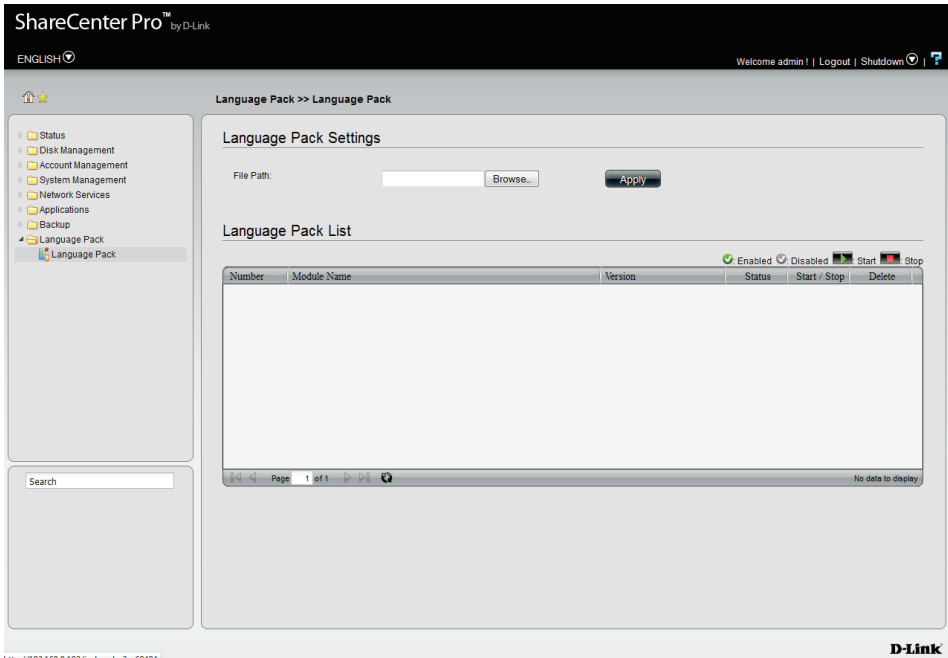 ShareCenter Pro™ by D-Link
ENGLISH
Welcome admin ! | Logout | Shutdown | ?
Language Pack >> Language Pack
Status
Disk Management
Account Management
System Management
Network Services
Applications
Backup
Language Pack
Language Pack
Search
Language Pack Settings
File Path:
Browse..
Apply
Language Pack List
: Enabled : Disabled : Start : Stop
Number Module Name Version Status Start / Stop Delete
Page 1 of 1 No data to display
D-Link